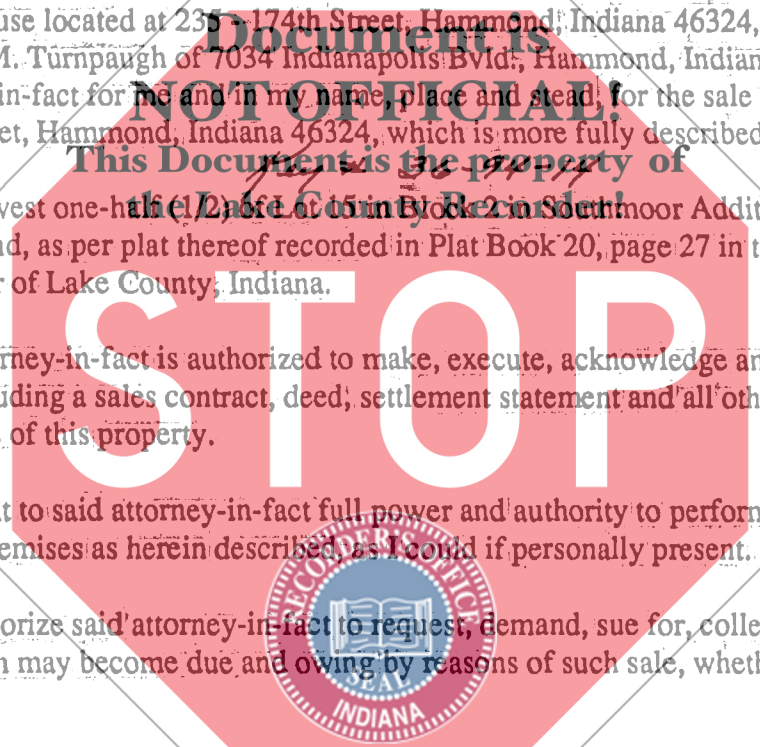 use located at 235 - 174th Street, Hammond, Indiana 46324,
Document is
M. Turnpaugh of 7034 Indianapolis Blvd., Hammond, Indian
NOT OFFICIAL!
in-fact for me and in my name, place and stead, for the sale
et, Hammond, Indiana 46324, which is more fully described
This Document is the property of
the Lake County Recorder!
vest one-half (1/2) of Lot 15 in Block 2 in Southmoor Addit
nd, as per plat thereof recorded in Plat Book 20, page 27 in t
r of Lake County, Indiana.
STOP
rney-in-fact is authorized to make, execute, acknowledge an
uding a sales contract, deed, settlement statement and all oth
of this property.
t to said attorney-in-fact full power and authority to perform
emises as herein described, as I could if personally present.
RECORDER'S OFFICE
orize said attorney-in-fact to request, demand, sue for, colle
h may become due and owing by reasons of such sale, wheth
SEAL
INDIANA